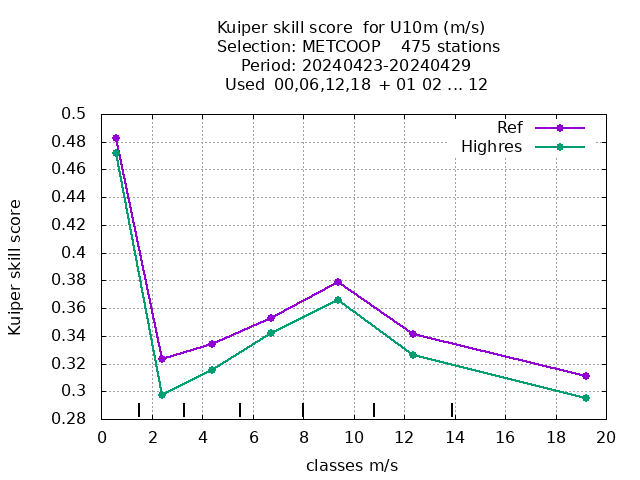 Kuiper skill score  for U10m (m/s)
Selection: METCOOP    475 stations
Period: 20240423-20240429
Used  00,06,12,18 + 01 02 ... 12
Ref
Highres
0.5
0.48
0.46
0.44
0.42
0.4
0.38
0.36
0.34
0.32
0.3
0.28
Kuiper skill score
0 2 4 6 8 10 12 14 16 18 20
classes m/s